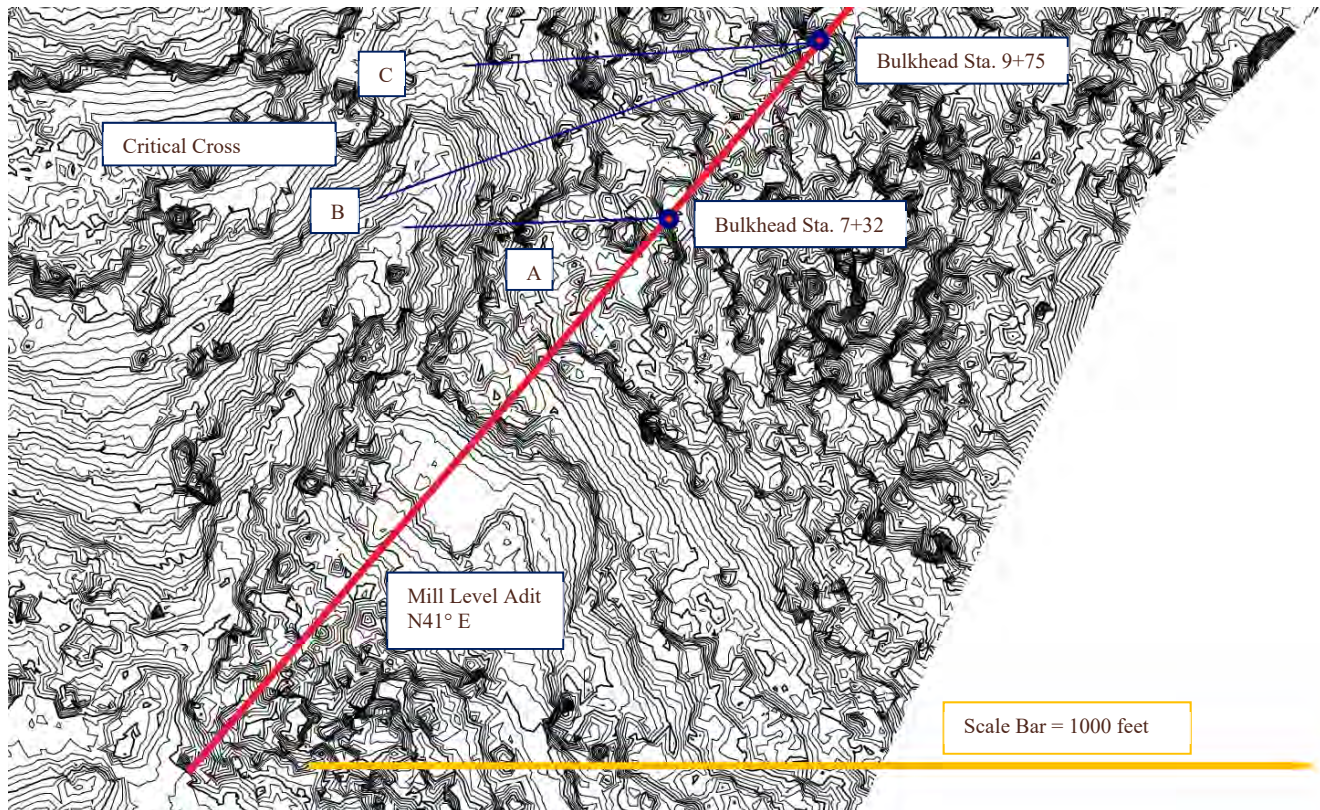 C
Bulkhead Sta. 9+75
Critical Cross
B
Bulkhead Sta. 7+32
A
Mill Level Adit
N41° E
Scale Bar = 1000 feet